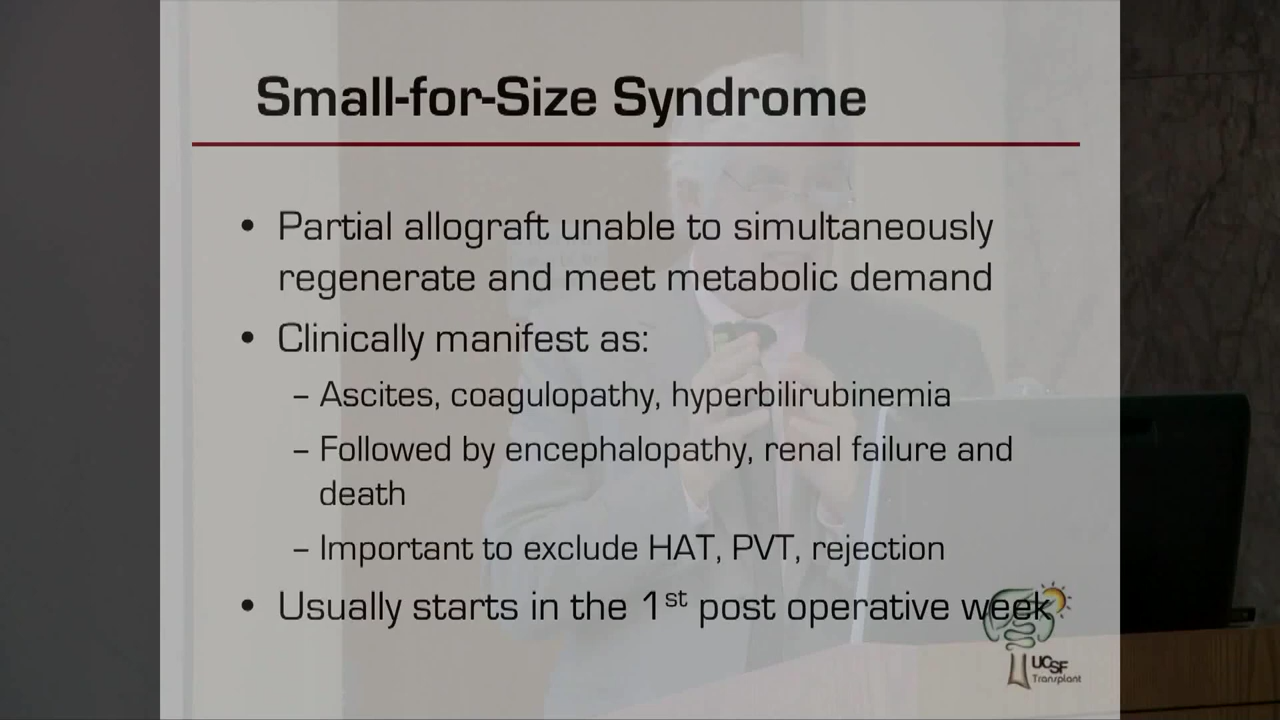 Small-for-Size Syndrome
• Partial allograft unable to simultaneously
regenerate and meet metabolic demand
• Clinically manifest as:
– Ascites, coagulopathy, hyperbilirubinemia
– Followed by encephalopathy, renal failure and
death
– Important to exclude HAT, PVT, rejection
• Usually starts in the 1st post operative week
UCSF
Transplant